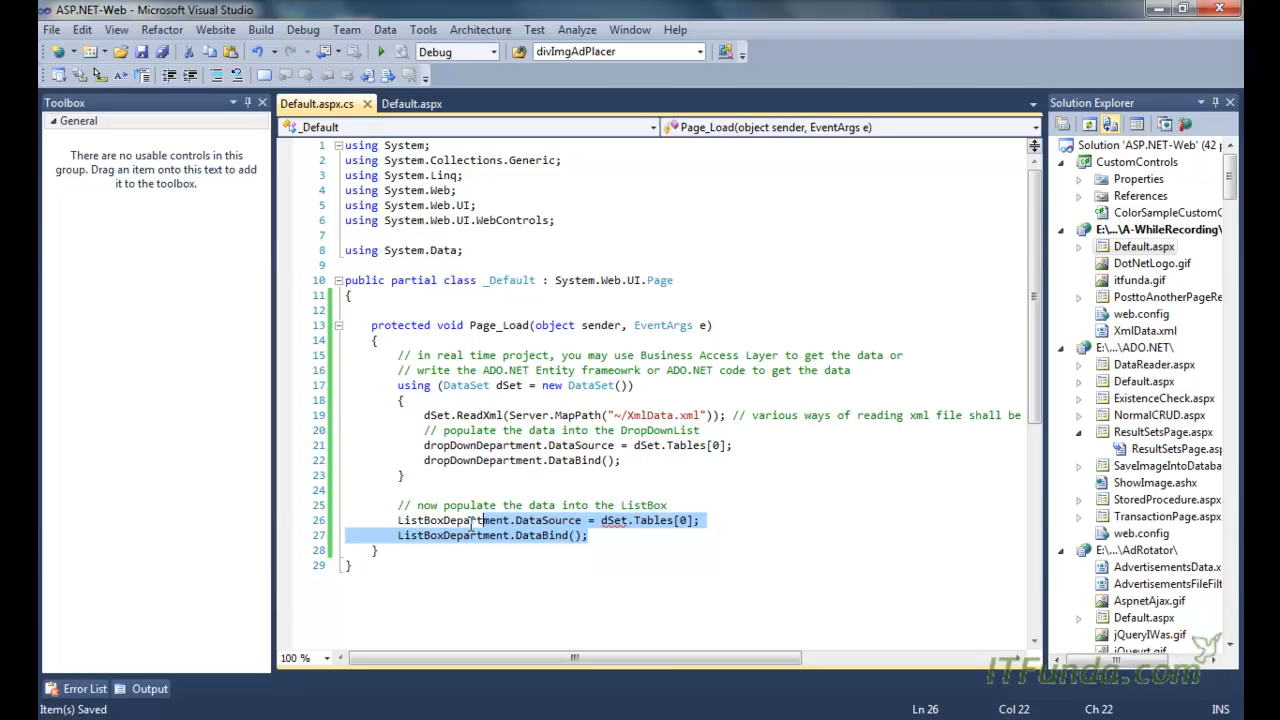 ASP.NET-Web - Microsoft Visual Studio
File Edit View Refactor Website Build Debug Team Data Tools Architecture Test Analyze Window Help
Debug divImgAdPlacer
Toolbox
General
There are no usable controls in this
group. Drag an item onto this text to add
it to the toolbox.
Default.aspx.cs Default.aspx
_Default Page_Load(object sender, EventArgs e)
1 using System;
2 using System.Collections.Generic;
3 using System.Linq;
4 using System.Web;
5 using System.Web.UI;
6 using System.Web.UI.WebControls;
7
8 using System.Data;
9
10 public partial class _Default : System.Web.UI.Page
11 {
12
13 protected void Page_Load(object sender, EventArgs e)
14 {
15 // in real time project, you may use Business Access Layer to get the data or
16 // write the ADO.NET Entity frameowrk or ADO.NET code to get the data
17 using (DataSet dSet = new DataSet())
18 {
19 dSet.ReadXml(Server.MapPath("~/XmlData.xml")); // various ways of reading xml file shall be
20 // populate the data into the DropDownList
21 dropDownDepartment.DataSource = dSet.Tables[0];
22 dropDownDepartment.DataBind();
23 }
24
25 // now populate the data into the ListBox
26 ListBoxDepartment.DataSource = dSet.Tables[0];
27 ListBoxDepartment.DataBind();
28 }
29 }
100 %
Solution Explorer
Solution 'ASP.NET-Web' (42 p
CustomControls
Properties
References
ColorSampleCustomC
E:\...\A-WhileRecording\
Default.aspx
DotNetLogo.gif
itfunda.gif
PosttoAnotherPageRe
web.config
XmlData.xml
E:\...\ADO.NET\
DataReader.aspx
Default.aspx
ExistenceCheck.aspx
NormalCRUD.aspx
ResultSetsPage.aspx
ResultSetsPage.asp
SaveImageIntoDataba
ShowImage.ashx
StoredProcedure.aspx
TransactionPage.aspx
web.config
E:\...\AdRotator\
AdvertisementsData.x
AdvertisementsFileFilt
AspnetAjax.gif
Default.aspx
jQueryIWas.gif
jQueyrt.gif
ITFunda.com
Error List Output
Item(s) Saved Ln 26 Col 22 Ch 22 INS